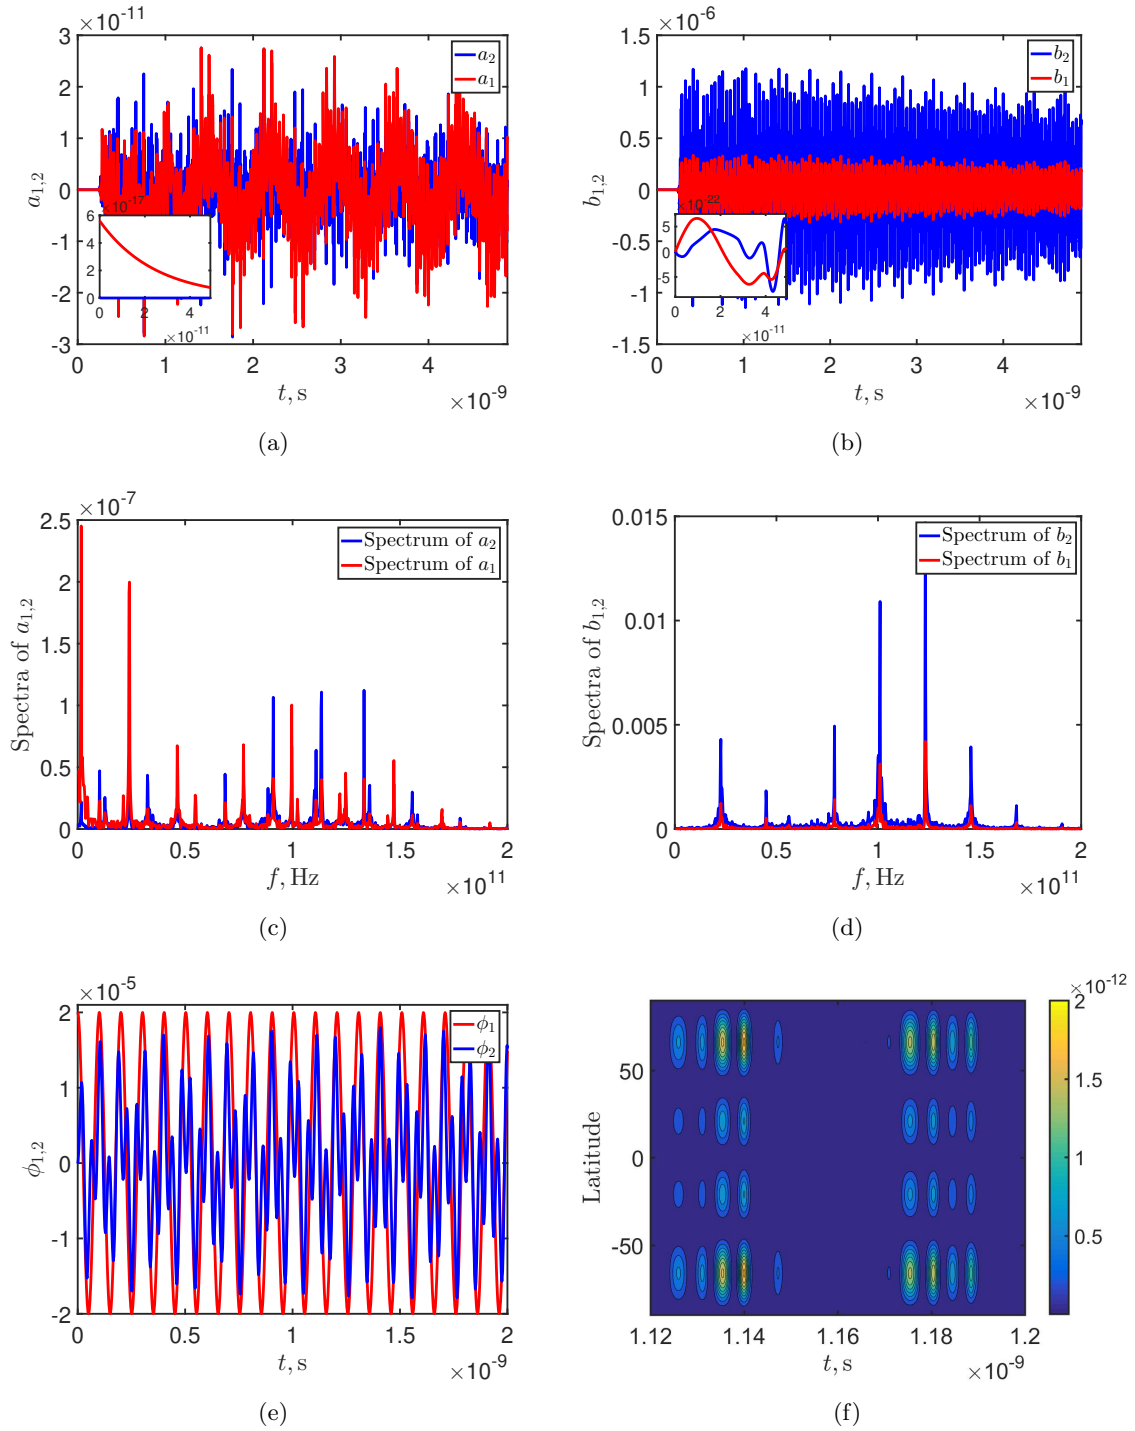 ×10⁻¹¹
3
2
1
0
-1
-2
-3
a₁,₂
a₂
a₁
×10⁻¹⁷
6
4
2
0
0 2 4
×10⁻¹¹
0 1 2 3 4
t, s
×10⁻⁹
(a)
×10⁻⁶
1.5
1
0.5
0
-0.5
-1
-1.5
b₁,₂
b₂
b₁
×10⁻²²
5
0
-5
0 2 4
×10⁻¹¹
0 1 2 3 4
t, s
×10⁻⁹
(b)
×10⁻⁷
2.5
2
1.5
1
0.5
0
Spectra of a₁,₂
Spectrum of a₂
Spectrum of a₁
0 0.5 1 1.5 2
f, Hz
×10¹¹
(c)
0.015
0.01
0.005
0
Spectra of b₁,₂
Spectrum of b₂
Spectrum of b₁
0 0.5 1 1.5 2
f, Hz
×10¹¹
(d)
×10⁻⁵
2
1
0
-1
-2
ϕ₁,₂
ϕ₁
ϕ₂
0 0.5 1 1.5 2
t, s
×10⁻⁹
(e)
50
0
-50
Latitude
1.12 1.14 1.16 1.18 1.2
t, s
×10⁻⁹
×10⁻¹²
2
1.5
1
0.5
(f)